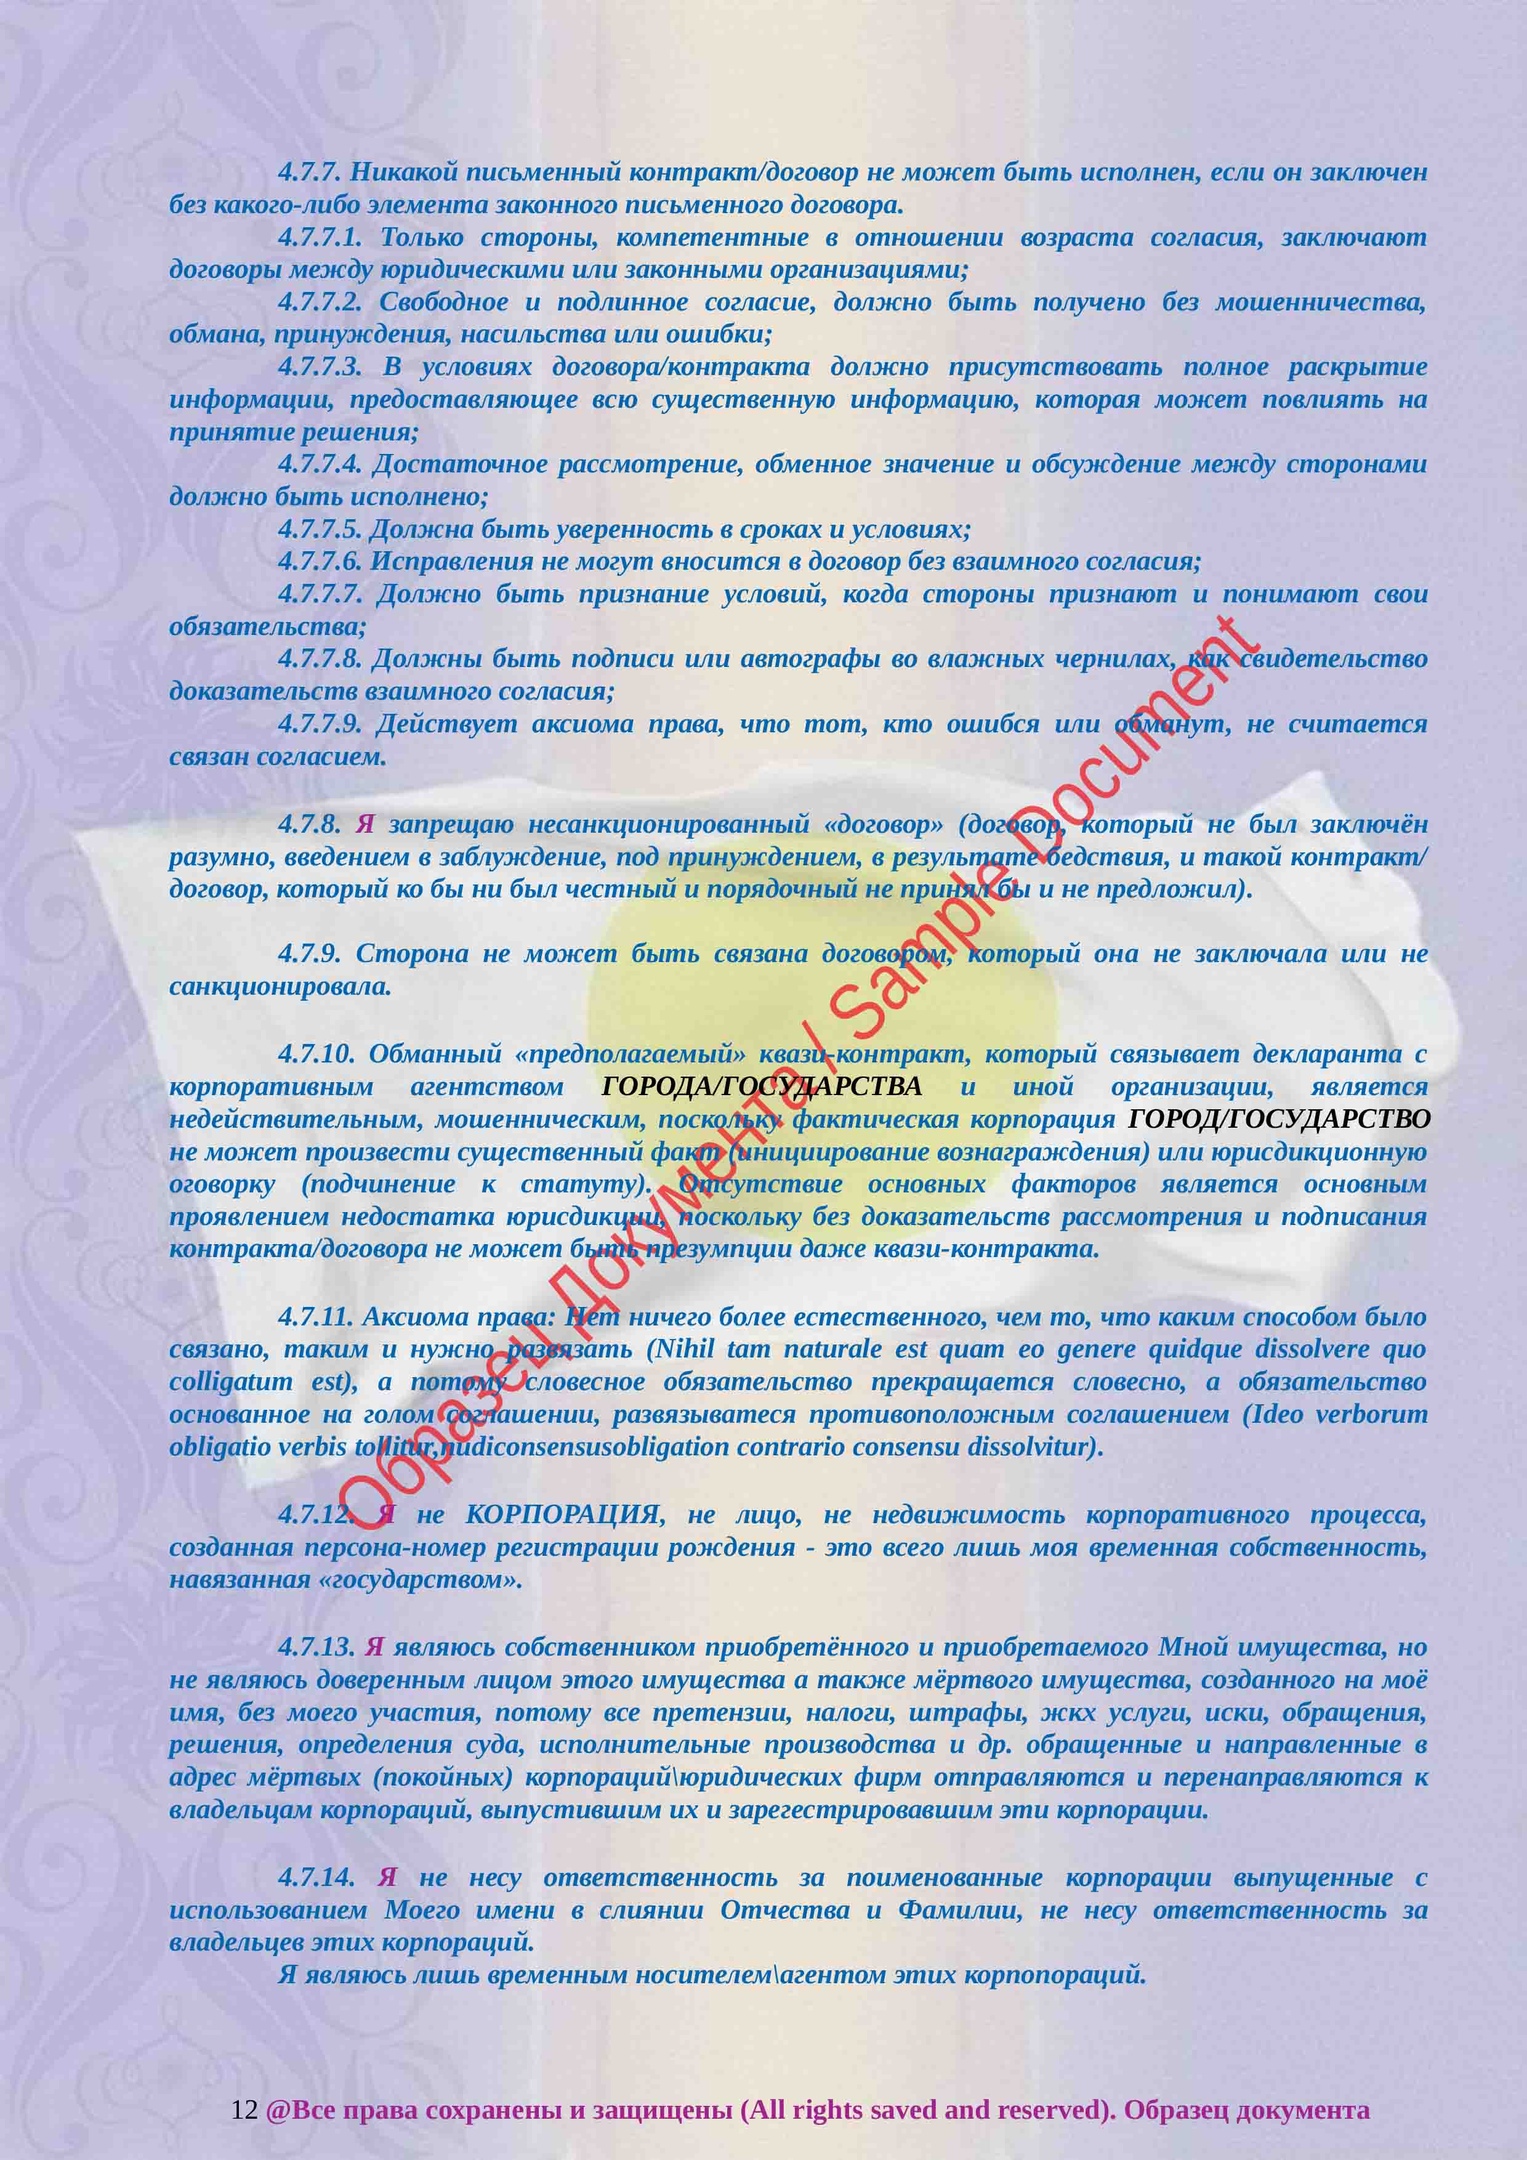 4.7.7. Никакой письменный контракт/договор не может быть исполнен, если он заключен
без какого-либо элемента законного письменного договора.
4.7.7.1. Только стороны, компетентные в отношении возраста согласия, заключают
договоры между юридическими или законными организациями;
4.7.7.2. Свободное и подлинное согласие, должно быть получено без мошенничества,
обмана, принуждения, насильства или ошибки;
4.7.7.3. В условиях договора/контракта должно присутствовать полное раскрытие
информации, предоставляющее всю существенную информацию, которая может повлиять на
принятие решения;
4.7.7.4. Достаточное рассмотрение, обменное значение и обсуждение между сторонами
должно быть исполнено;
4.7.7.5. Должна быть уверенность в сроках и условиях;
4.7.7.6. Исправления не могут вносится в договор без взаимного согласия;
4.7.7.7. Должно быть признание условий, когда стороны признают и понимают свои
обязательства;
4.7.7.8. Должны быть подписи или автографы во влажных чернилах, как свидетельство
доказательств взаимного согласия;
4.7.7.9. Действует аксиома права, что тот, кто ошибся или обманут, не считается
связан согласием.
4.7.8. Я запрещаю несанкционированный «договор» (договор, который не был заключён
разумно, введением в заблуждение, под принуждением, в результате бедствия, и такой контракт/
договор, который ко бы ни был честный и порядочный не принял бы и не предложил).
4.7.9. Сторона не может быть связана договором, который она не заключала или не
санкционировала.
4.7.10. Обманный «предполагаемый» квази-контракт, который связывает декларанта с
корпоративным агентством ГОРОДА/ГОСУДАРСТВА и иной организации, является
недействительным, мошенническим, поскольку фактическая корпорация ГОРОД/ГОСУДАРСТВО
не может произвести существенный факт (инициирование вознаграждения) или юрисдикционную
оговорку (подчинение к статуту). Отсутствие основных факторов является основным
проявлением недостатка юрисдикции, поскольку без доказательств рассмотрения и подписания
контракта/договора не может быть презумпции даже квази-контракта.
4.7.11. Аксиома права: Нет ничего более естественного, чем то, что каким способом было
связано, таким и нужно развязать (Nihil tam naturale est quam eo genere quidque dissolvere quo
colligatum est), а потому словесное обязательство прекращается словесно, а обязательство
основанное на голом соглашении, развязыватеся противоположным соглашением (Ideo verborum
obligatio verbis tollitur,nudiconsensusobligation contrario consensu dissolvitur).
4.7.12. Я не КОРПОРАЦИЯ, не лицо, не недвижимость корпоративного процесса,
созданная персона-номер регистрации рождения - это всего лишь моя временная собственность,
навязанная «государством».
4.7.13. Я являюсь собственником приобретённого и приобретаемого Мной имущества, но
не являюсь доверенным лицом этого имущества а также мёртвого имущества, созданного на моё
имя, без моего участия, потому все претензии, налоги, штрафы, жкх услуги, иски, обращения,
решения, определения суда, исполнительные производства и др. обращенные и направленные в
адрес мёртвых (покойных) корпораций\юридических фирм отправляются и перенаправляются к
владельцам корпораций, выпустившим их и зарегестрировавшим эти корпорации.
4.7.14. Я не несу ответственность за поименованные корпорации выпущенные с
использованием Моего имени в слиянии Отчества и Фамилии, не несу ответственность за
владельцев этих корпораций.
Я являюсь лишь временным носителем\агентом этих корпопораций.
Образец Документа / Sample Document
12 @Все права сохранены и защищены (All rights saved and reserved). Образец документа